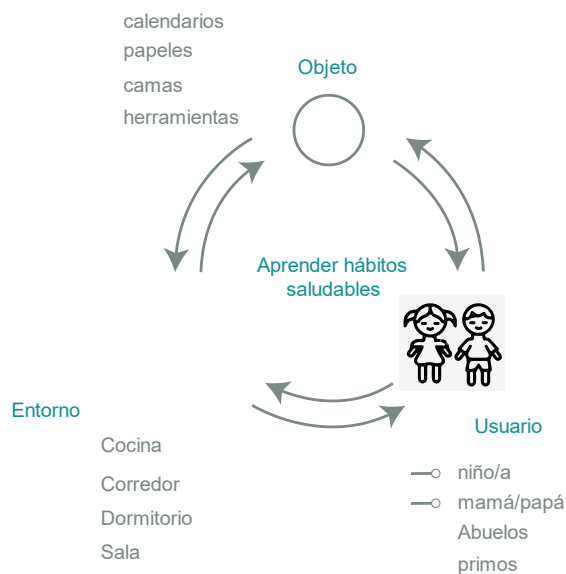 calendarios
papeles
camas
herramientas
Objeto
Aprender hábitos
saludables
Entorno
Cocina
Corredor
Dormitorio
Sala
Usuario
niño/a
mamá/papá
Abuelos
primos